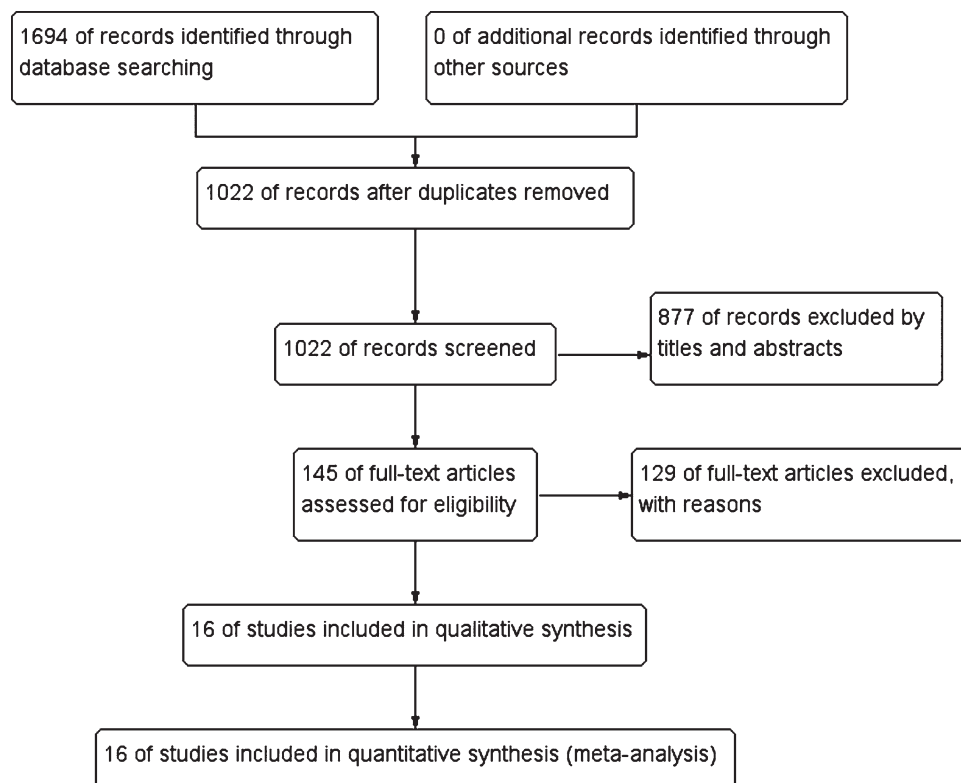 1694 of records identified through
database searching
0 of additional records identified through
other sources
1022 of records after duplicates removed
1022 of records screened
877 of records excluded by
titles and abstracts
145 of full-text articles
assessed for eligibility
129 of full-text articles excluded,
with reasons
16 of studies included in qualitative synthesis
16 of studies included in quantitative synthesis (meta-analysis)